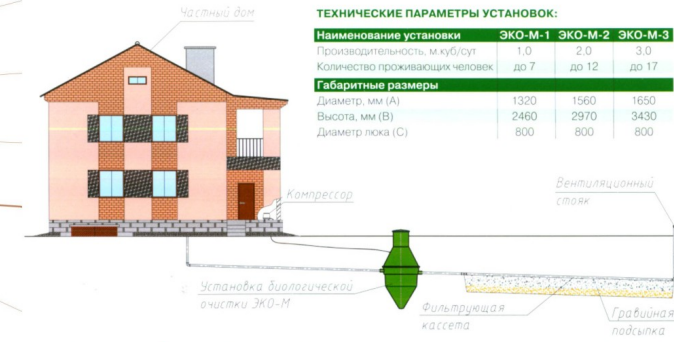 Частный дом
ТЕХНИЧЕСКИЕ ПАРАМЕТРЫ УСТАНОВОК:
Наименование установки ЭКО-М-1 ЭКО-М-2 ЭКО-М-3
Производительность, м.куб/сут 1,0 2,0 3,0
Количество проживающих человек до 7 до 12 до 17
Габаритные размеры
Диаметр, мм (А) 1320 1560 1650
Высота, мм (В) 2460 2970 3430
Диаметр люка (С) 800 800 800
Компрессор
Вентиляционный
стояк
Установка биологической
очистки ЭКО-М
Фильтрующая
кассета
Гравийная
подсыпка